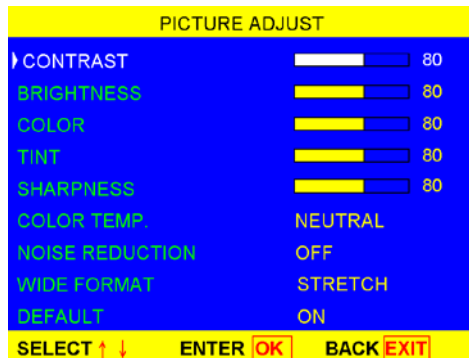 PICTURE ADJUST
CONTRAST 80
BRIGHTNESS 80
COLOR 80
TINT 80
SHARPNESS 80
COLOR TEMP. NEUTRAL
NOISE REDUCTION OFF
WIDE FORMAT STRETCH
DEFAULT ON
SELECT ↑ ↓ ENTER OK BACK EXIT